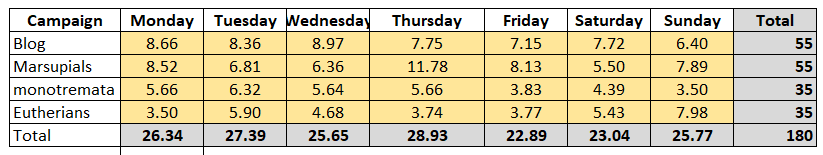 Campaign Monday Tuesday Wednesday Thursday Friday Saturday Sunday Total
Blog 8.66 8.36 8.97 7.75 7.15 7.72 6.40 55
Marsupials 8.52 6.81 6.36 11.78 8.13 5.50 7.89 55
monotremata 5.66 6.32 5.64 5.66 3.83 4.39 3.50 35
Eutherians 3.50 5.90 4.68 3.74 3.77 5.43 7.98 35
Total 26.34 27.39 25.65 28.93 22.89 23.04 25.77 180